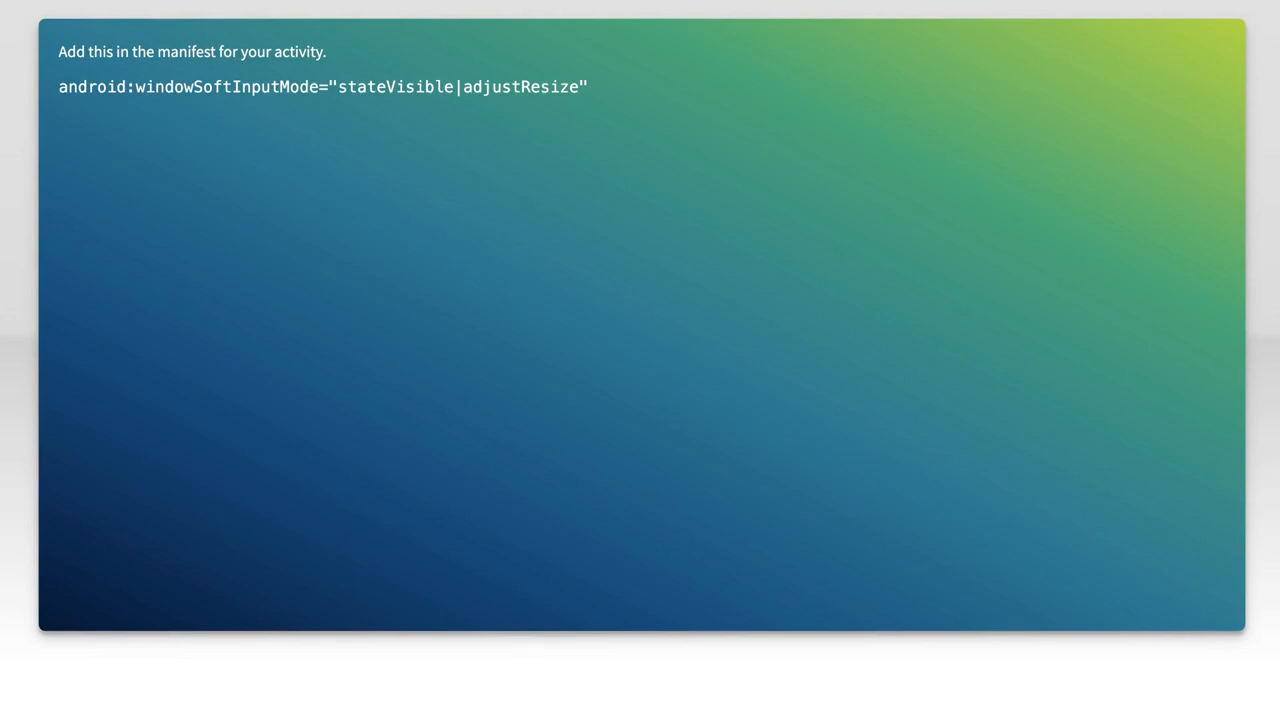 Add this in the manifest for your activity.
android:windowSoftInputMode="stateVisible|adjustResize"